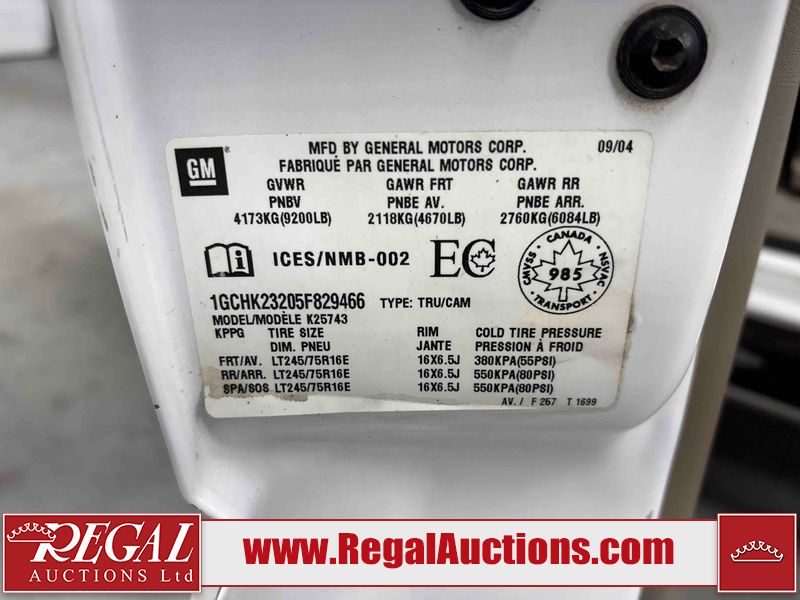 GM
MFD BY GENERAL MOTORS CORP. 09/04
FABRIQUÉ PAR GENERAL MOTORS CORP.
GVWR GAWR FRT GAWR RR
PNBV PNBE AV. PNBE ARR.
4173KG(9200LB) 2118KG(4670LB) 2760KG(6084LB)
ICES/NMB-002 EC CANADA CMVSS NSVAC 985 TRANSPORT
1GCHK23205F829466 TYPE: TRU/CAM
MODEL/MODÈLE K25743
KPPG TIRE SIZE RIM COLD TIRE PRESSURE
DIM. PNEU JANTE PRESSION À FROID
FRT/AV. LT245/75R16E 16X6.5J 380KPA(55PSI)
RR/ARR. LT245/75R16E 16X6.5J 550KPA(80PSI)
SPA/SOS LT245/75R16E 16X6.5J 550KPA(80PSI)
AV. / F 257 T 1699
REGAL
AUCTIONS Ltd
www.RegalAuctions.com